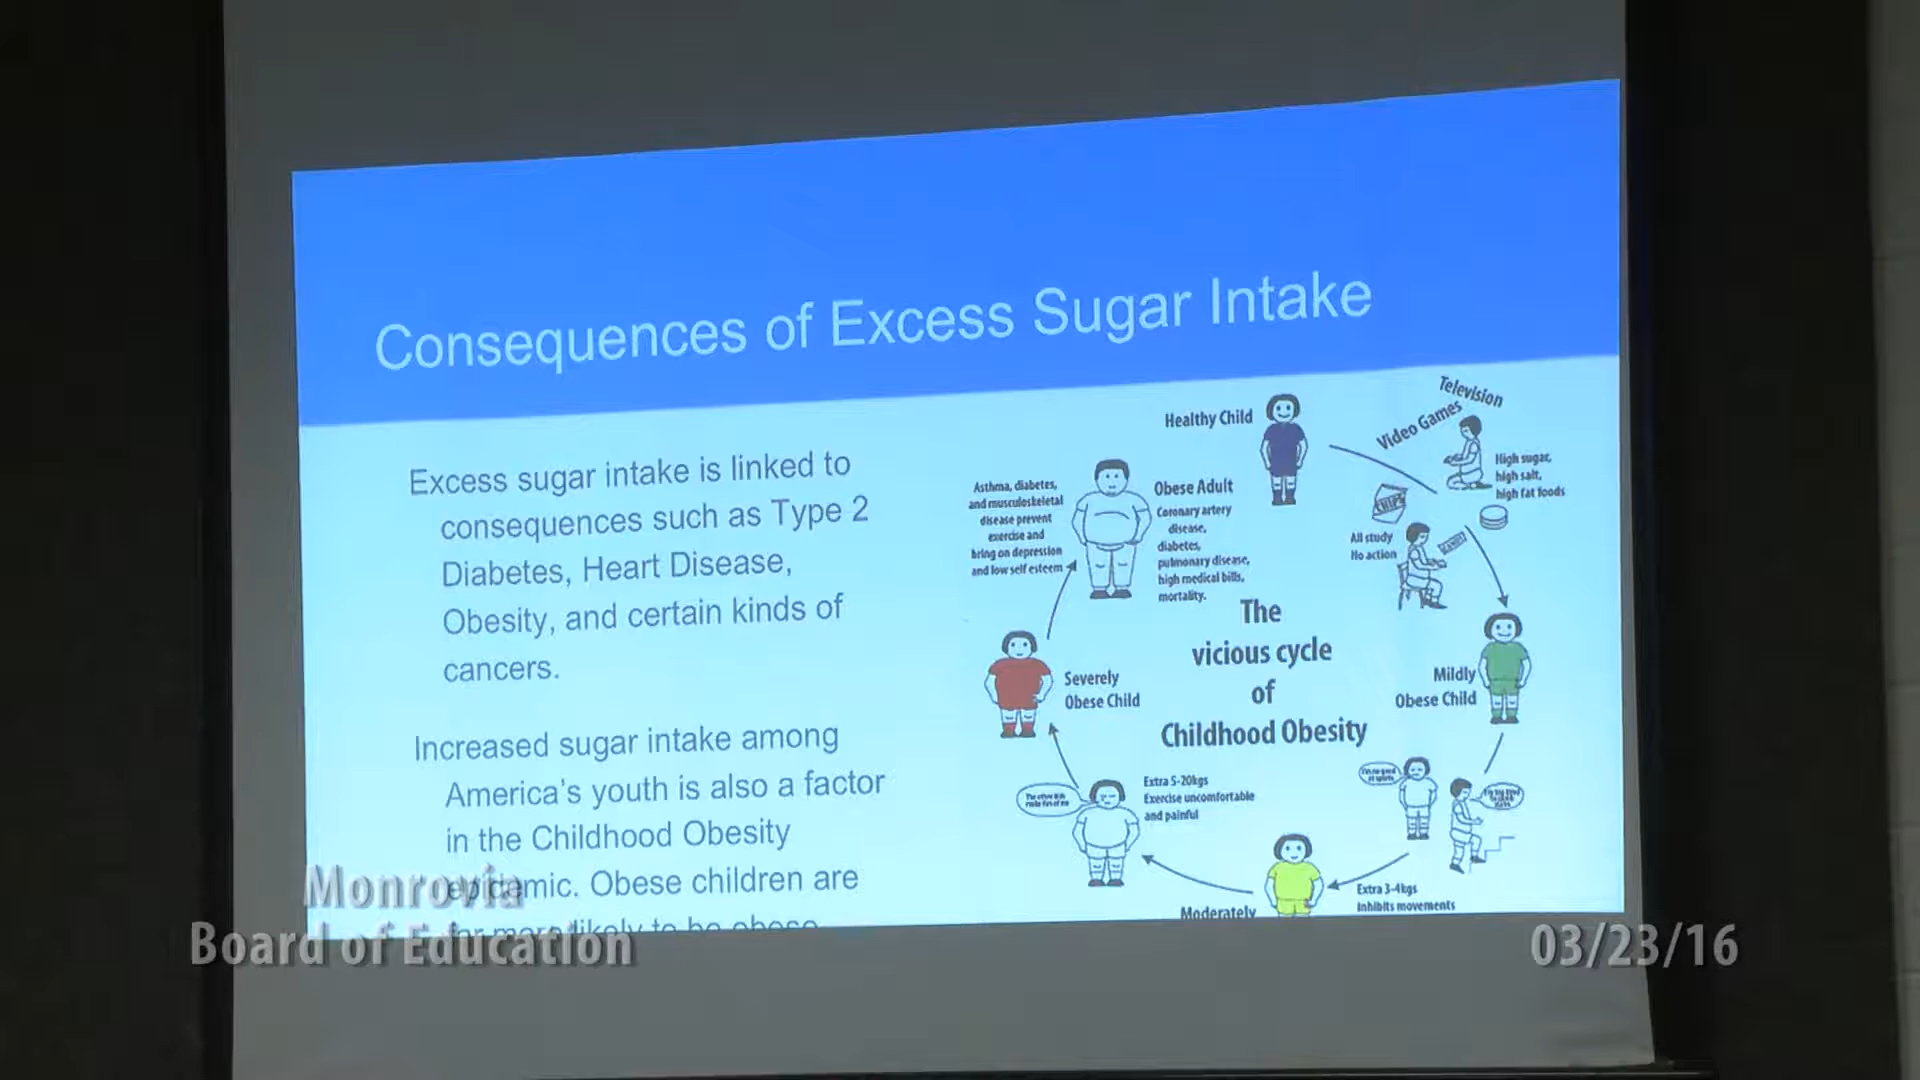 Consequences of Excess Sugar Intake
Excess sugar intake is linked to
consequences such as Type 2
Diabetes, Heart Disease,
Obesity, and certain kinds of
cancers.
Increased sugar intake among
America's youth is also a factor
in the Childhood Obesity
epidemic. Obese children are
far more likely to be obese
Healthy Child
Television
Video Games
High sugar,
high salt,
high fat foods
All study
No action
Asthma, diabetes,
and musculoskeletal
disease prevent
exercise and
bring on depression
and low self esteem
Obese Adult
Coronary artery
disease,
diabetes,
pulmonary disease,
high medical bills,
mortality.
The
vicious cycle
of
Childhood Obesity
Mildly
Obese Child
Severely
Obese Child
Extra 5-20kgs
Exercise uncomfortable
and painful
Extra 3-4kgs
Inhibits movements
Moderately
Monrovia
Board of Education
03/23/16